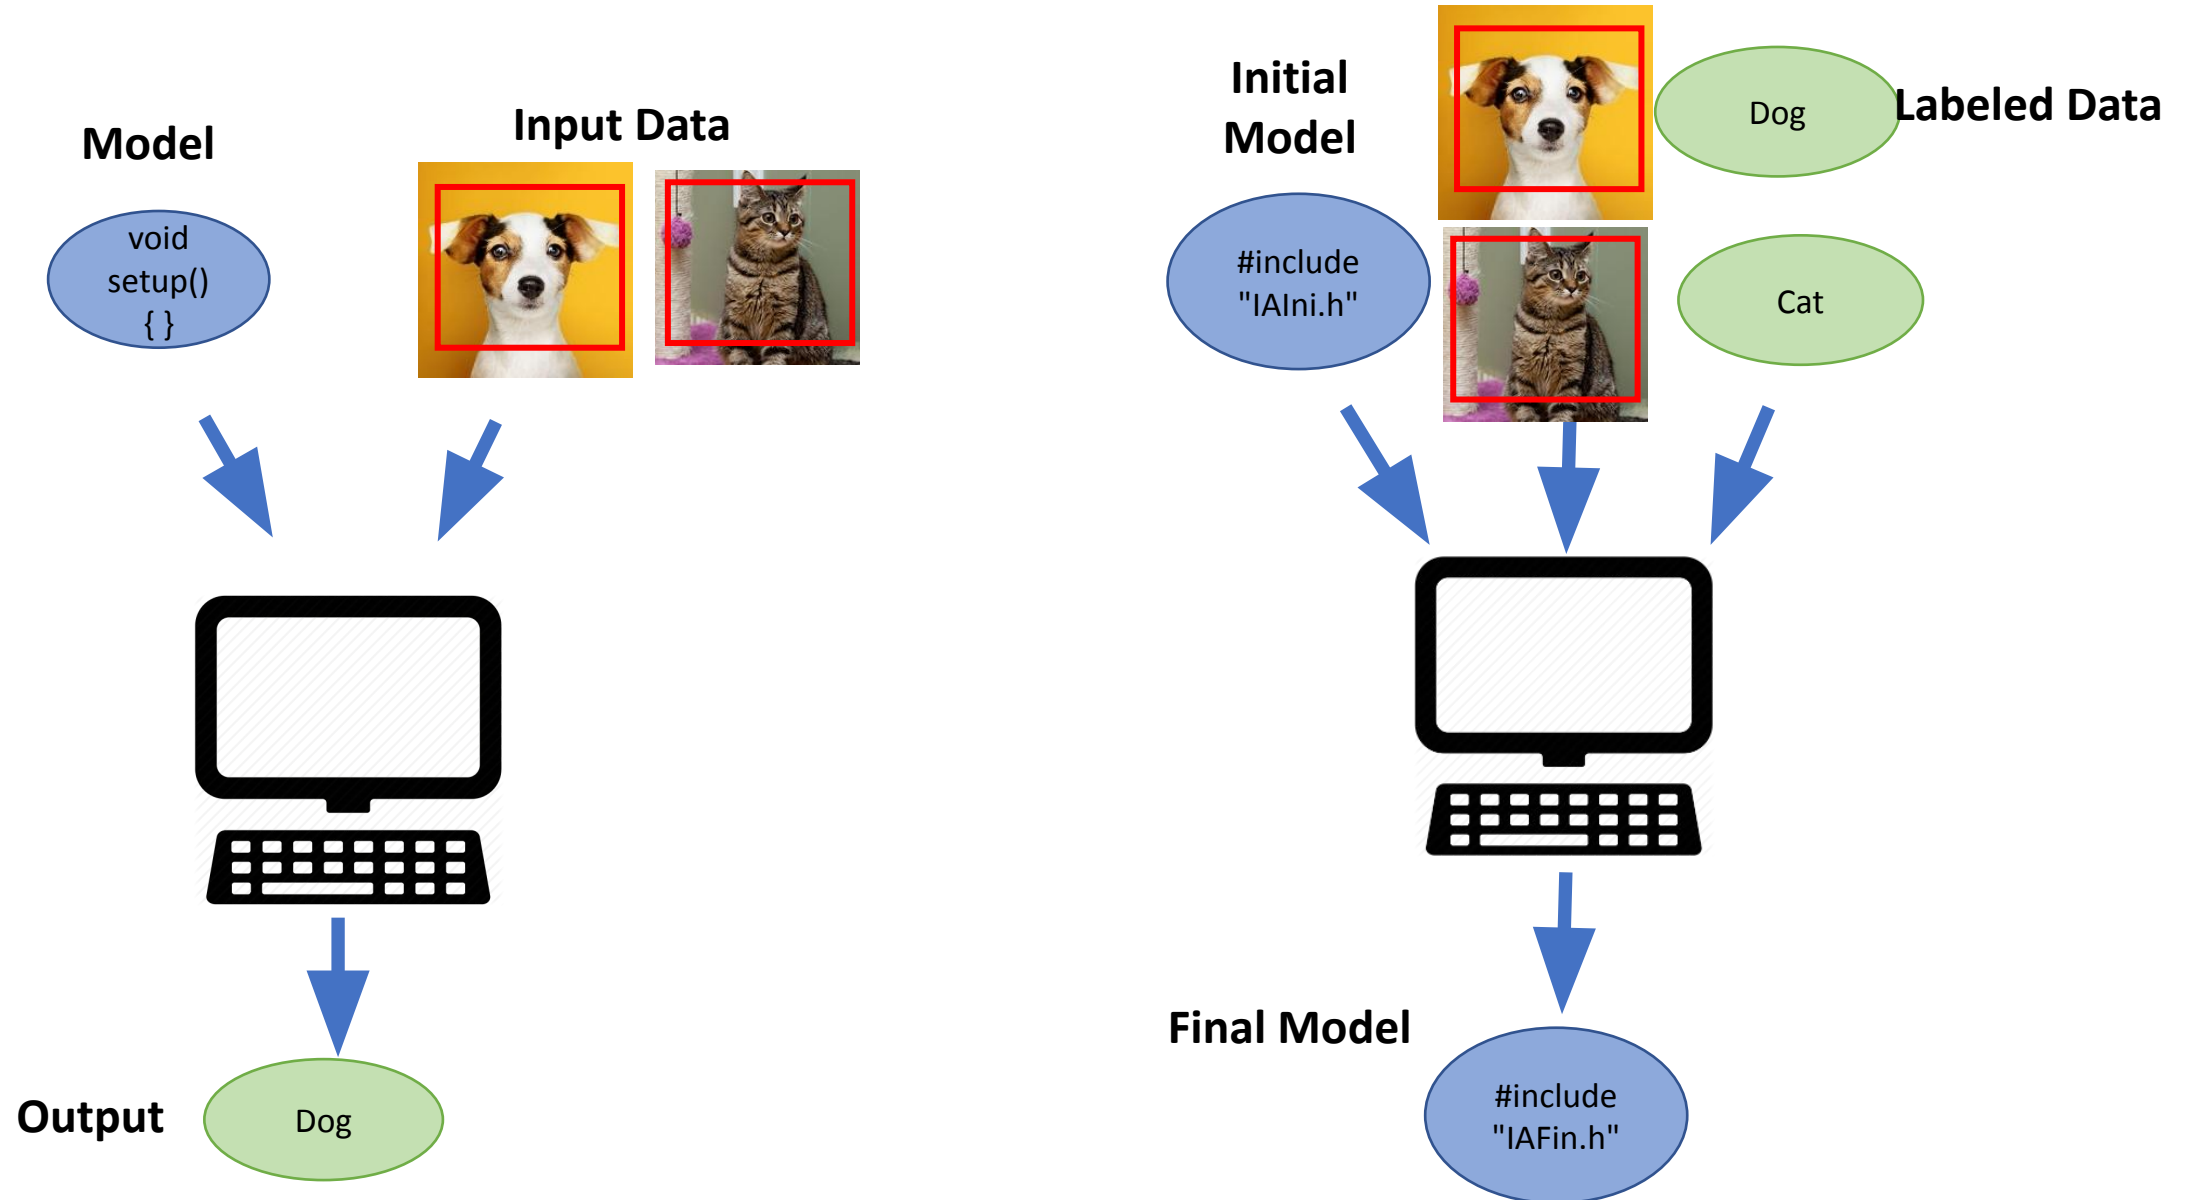 Model
void
setup()
{ }
Input Data
Output
Dog
Initial
Model
#include
"IAIni.h"
Dog
Labeled Data
Cat
Final Model
#include
"IAFin.h"